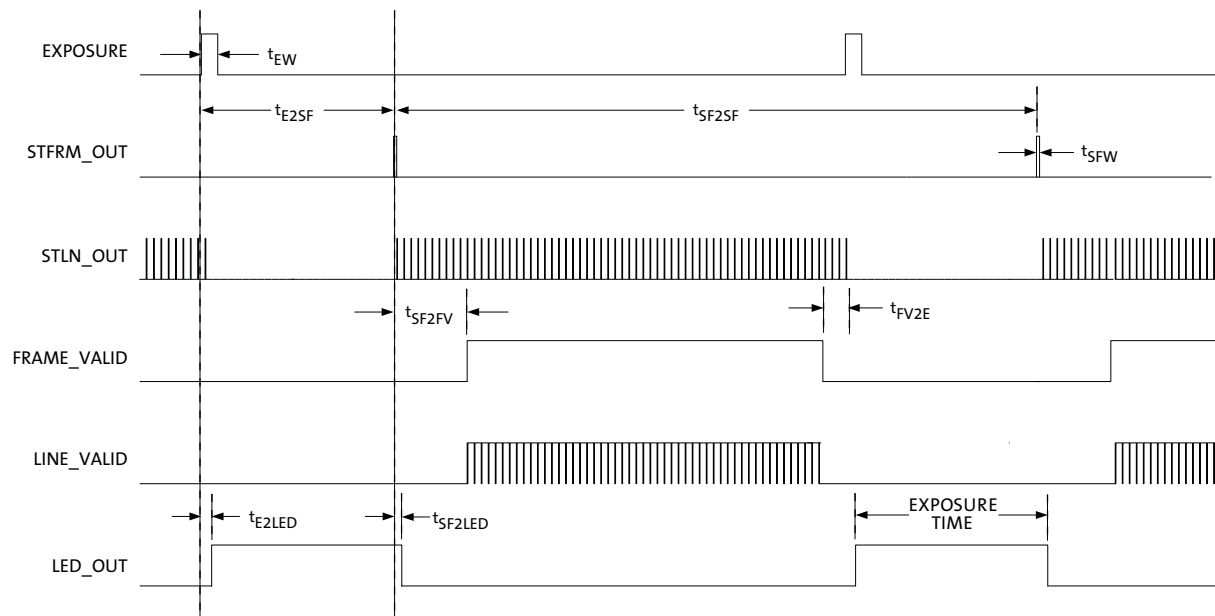 EXPOSURE
tEW
tE2SF
tSF2SF
STFRM_OUT
tSFW
STLN_OUT
tSF2FV
tFV2E
FRAME_VALID
LINE_VALID
tE2LED
tSF2LED
EXPOSURE
TIME
LED_OUT